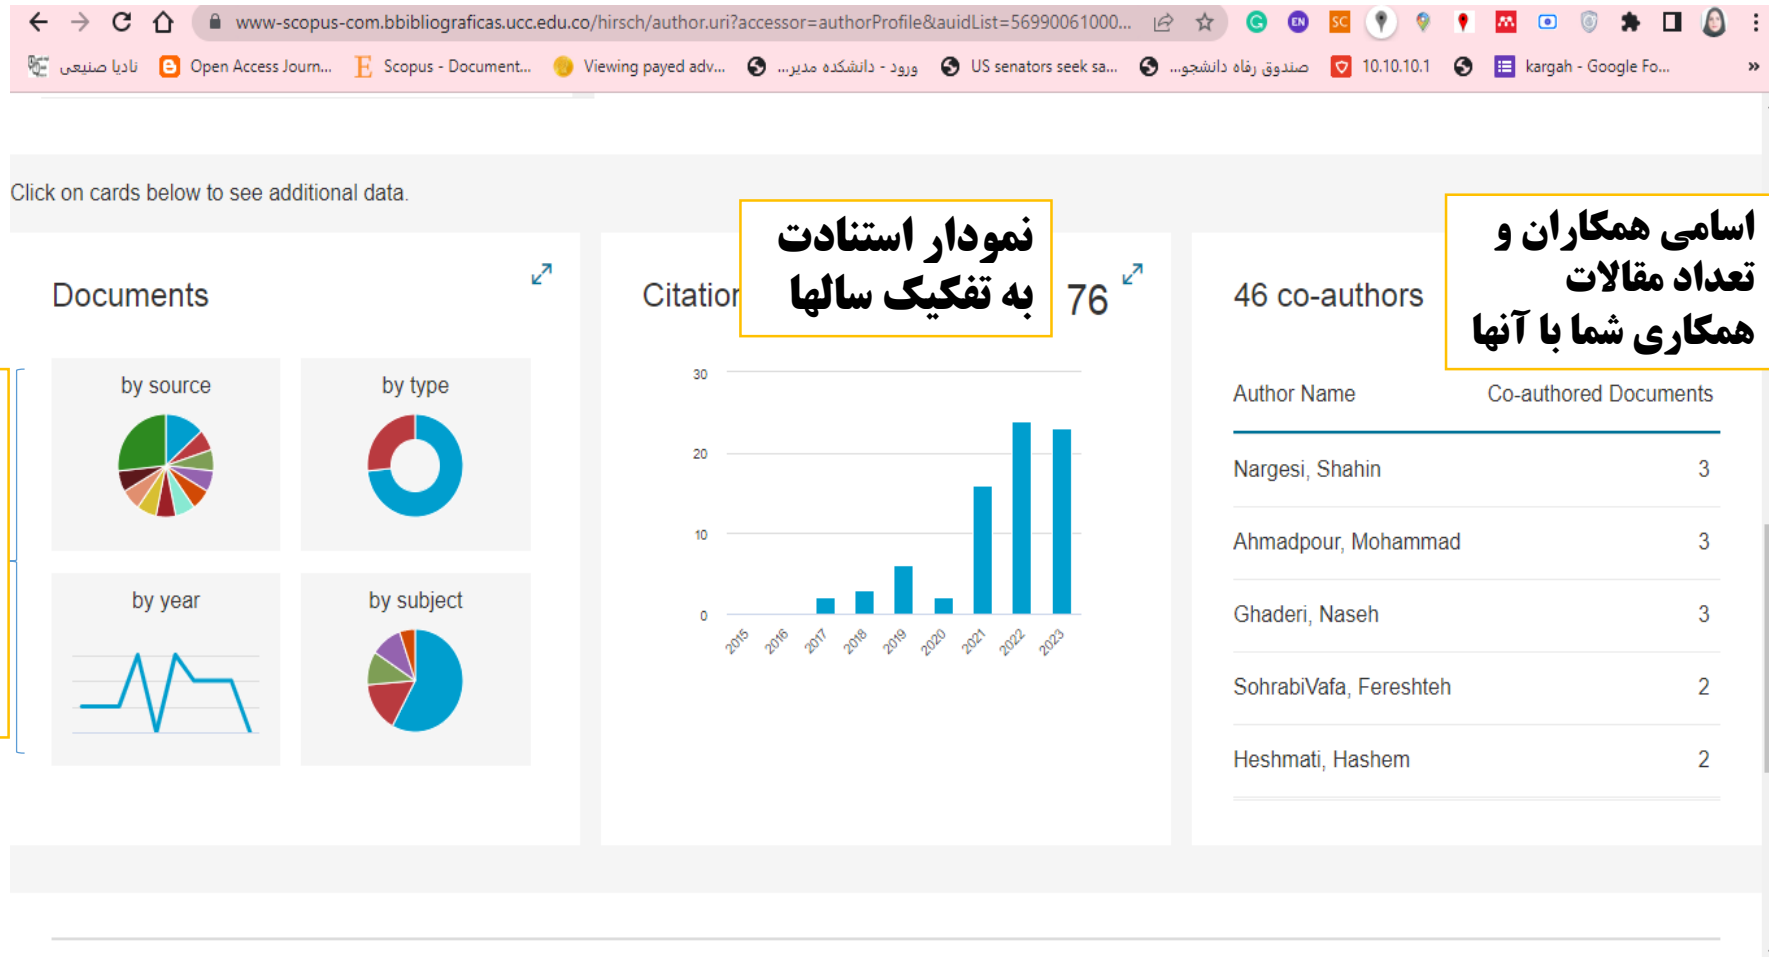 www-scopus-com.bbibliograficas.ucc.edu.co/hirsch/author.uri?accessor=authorProfile&auidList=56990061000...
نادیا صنیعی
Open Access Journ...
Scopus - Document...
Viewing payed adv...
ورود - دانشکده مدیر...
US senators seek sa...
صندوق رفاه دانشجو...
10.10.10.1
kargah - Google Fo...
»
Click on cards below to see additional data.
نمودار استنادت
به تفکیک سالها
اسامی همکاران و
تعداد مقالات
همکاری شما با آنها
Documents
by source
by type
by year
by subject
Citation
76
30
20
10
0
2015
2016
2017
2018
2019
2020
2021
2022
2023
46 co-authors
Author Name Co-authored Documents
Nargesi, Shahin 3
Ahmadpour, Mohammad 3
Ghaderi, Naseh 3
SohrabiVafa, Fereshteh 2
Heshmati, Hashem 2